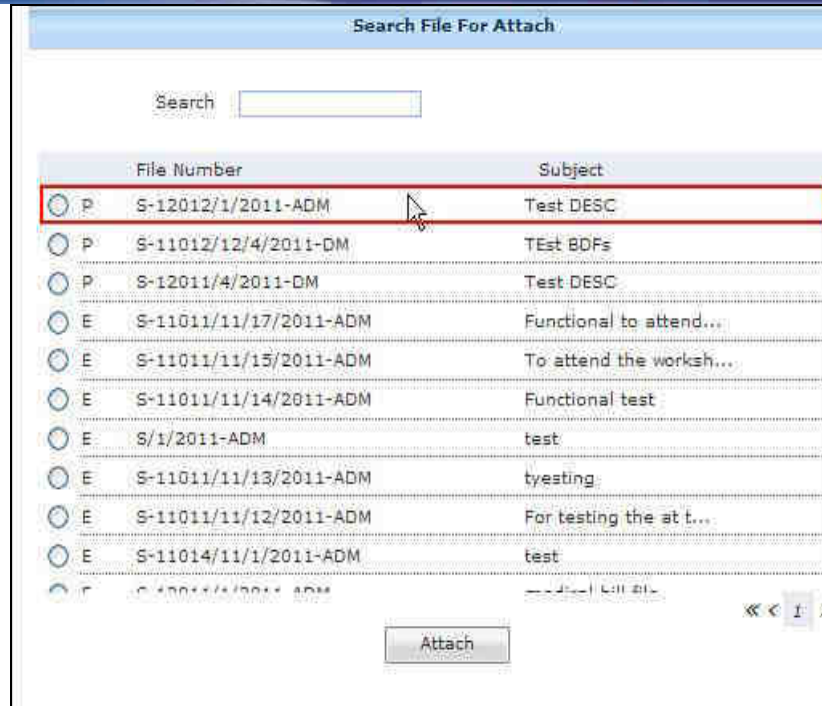 Search File For Attach
Search
File Number Subject
P S-12012/1/2011-ADM Test DESC
P S-11012/12/4/2011-DM TEst BDFs
P S-12011/4/2011-DM Test DESC
E S-11011/11/17/2011-ADM Functional to attend...
E S-11011/11/15/2011-ADM To attend the worksh...
E S-11011/11/14/2011-ADM Functional test
E S/1/2011-ADM test
E S-11011/11/13/2011-ADM tyesting
E S-11011/11/12/2011-ADM For testing the at t...
E S-11014/11/1/2011-ADM test
medical bill file
« < 1
Attach